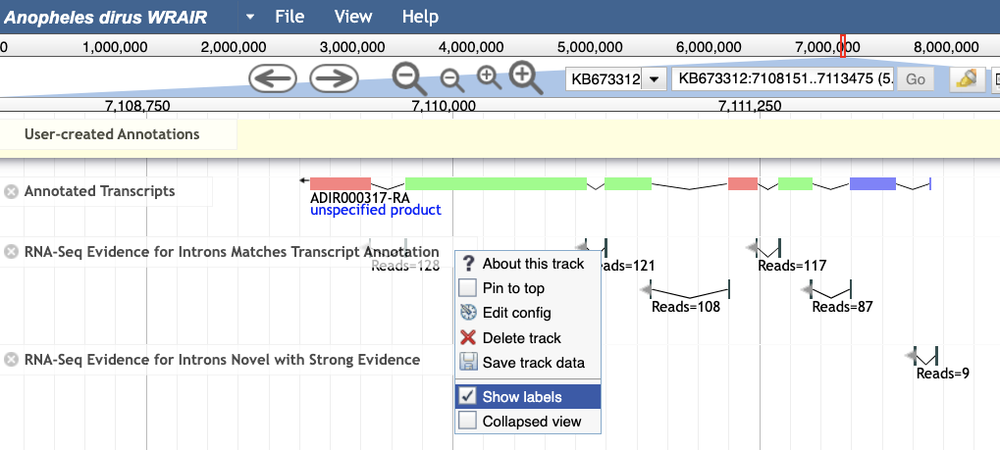 Anopheles dirus WRAIR File View Help
0 1,000,000 2,000,000 3,000,000 4,000,000 5,000,000 6,000,000 7,000,000 8,000,000
KB673312 KB673312:7108151..7113475 (5. Go
7,108,750 7,110,000 7,111,250
User-created Annotations
Annotated Transcripts
ADIR000317-RA
unspecified product
RNA-Seq Evidence for Introns Matches Transcript Annotation
Reads=128 ads=121 Reads=117
Reads=108 Reads=87
? About this track
Pin to top
Edit config
Delete track
Save track data
Show labels
Collapsed view
RNA-Seq Evidence for Introns Novel with Strong Evidence
Reads=9